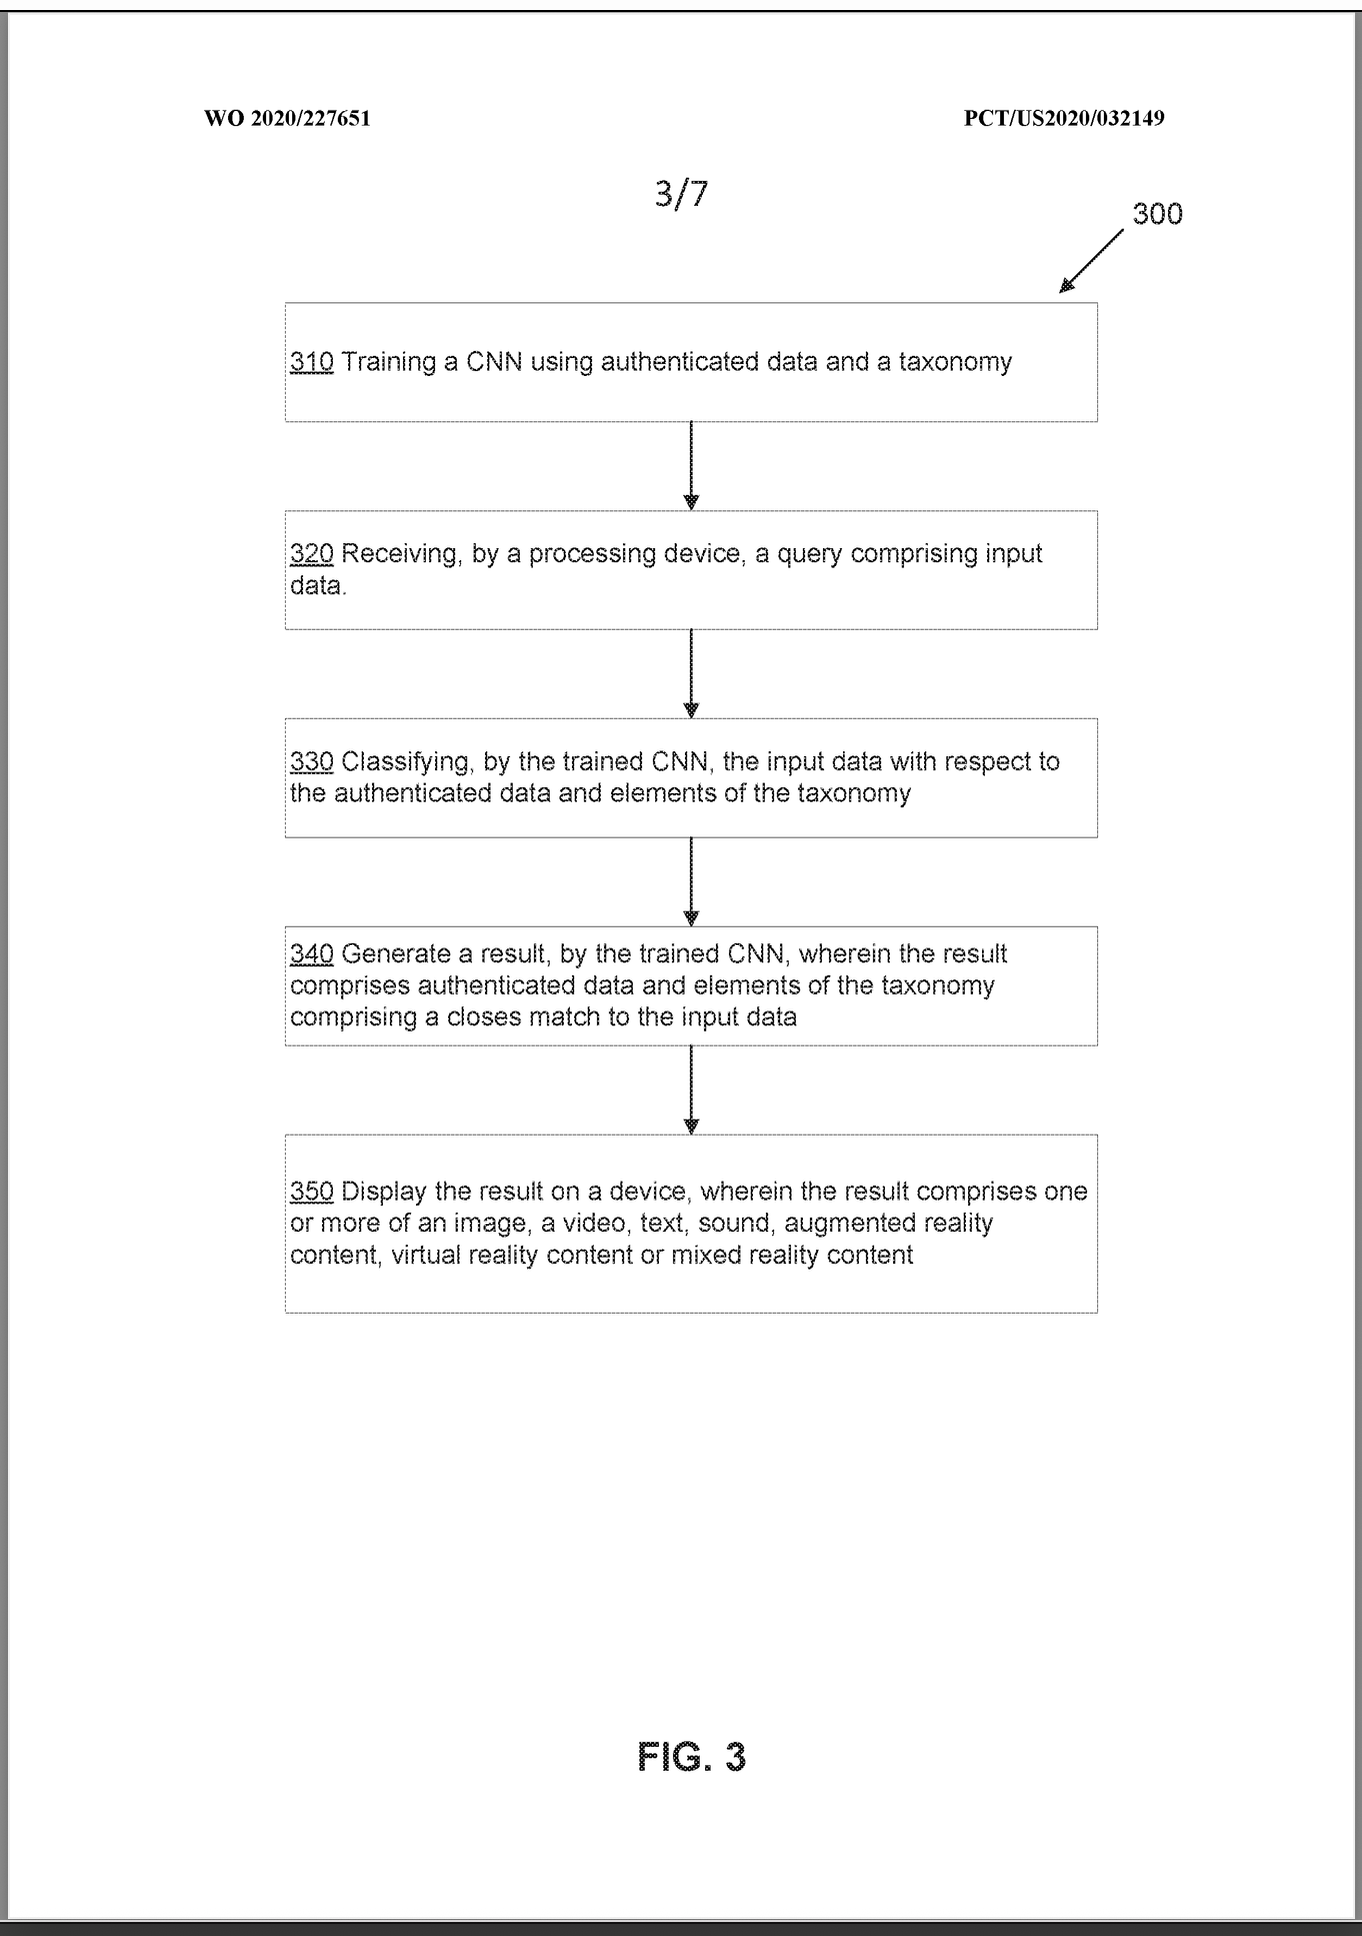 WO 2020/227651 PCT/US2020/032149
3/7
300
310 Training a CNN using authenticated data and a taxonomy
320 Receiving, by a processing device, a query comprising input
data.
330 Classifying, by the trained CNN, the input data with respect to
the authenticated data and elements of the taxonomy
340 Generate a result, by the trained CNN, wherein the result
comprises authenticated data and elements of the taxonomy
comprising a closes match to the input data
350 Display the result on a device, wherein the result comprises one
or more of an image, a video, text, sound, augmented reality
content, virtual reality content or mixed reality content
FIG. 3